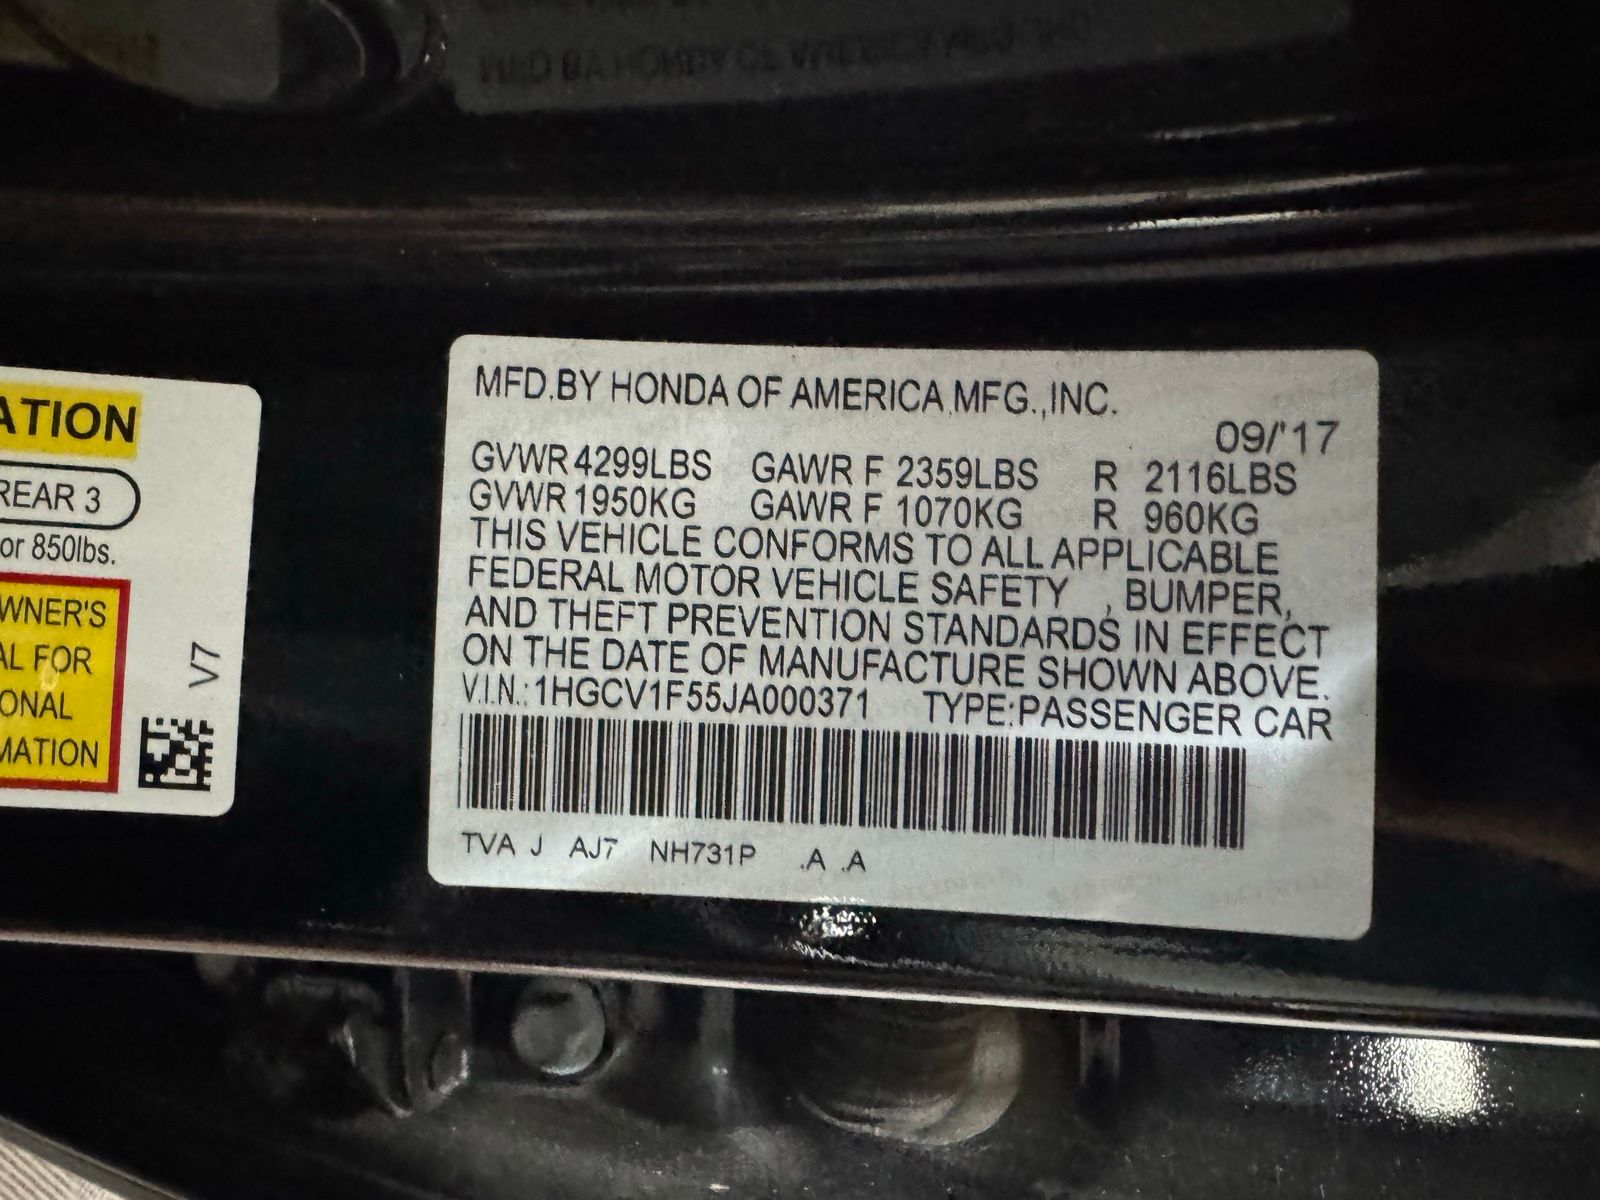 ATION
REAR 3
or 850lbs.
WNER'S
AL FOR
ONAL
MATION
V7
MFD.BY HONDA OF AMERICA MFG.,INC.
09/'17
GVWR 4299LBS GAWR F 2359LBS R 2116LBS
GVWR 1950KG GAWR F 1070KG R 960KG
THIS VEHICLE CONFORMS TO ALL APPLICABLE
FEDERAL MOTOR VEHICLE SAFETY , BUMPER,
AND THEFT PREVENTION STANDARDS IN EFFECT
ON THE DATE OF MANUFACTURE SHOWN ABOVE.
V.I.N.: 1HGCV1F55JA000371 TYPE:PASSENGER CAR
TVA J AJ7 NH731P .A .A